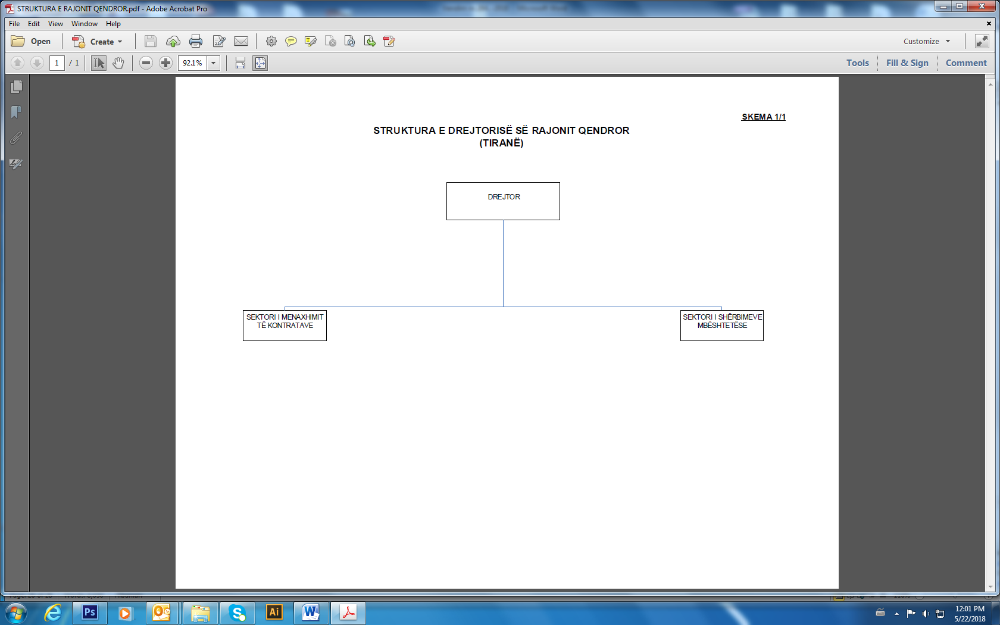 STRUKTURA E RAJONIT QENDROR.pdf - Adobe Acrobat Pro
File Edit View Window Help
Open Create Customize
1 / 1 92.1% Tools Fill & Sign Comment
SKEMA 1/1
STRUKTURA E DREJTORISË SË RAJONIT QENDROR
(TIRANË)
DREJTOR
SEKTORI I MENAXHIMIT
TË KONTRATAVE
SEKTORI I SHËRBIMEVE
MBËSHTETËSE
Ps Ai
12:01 PM
5/22/2018